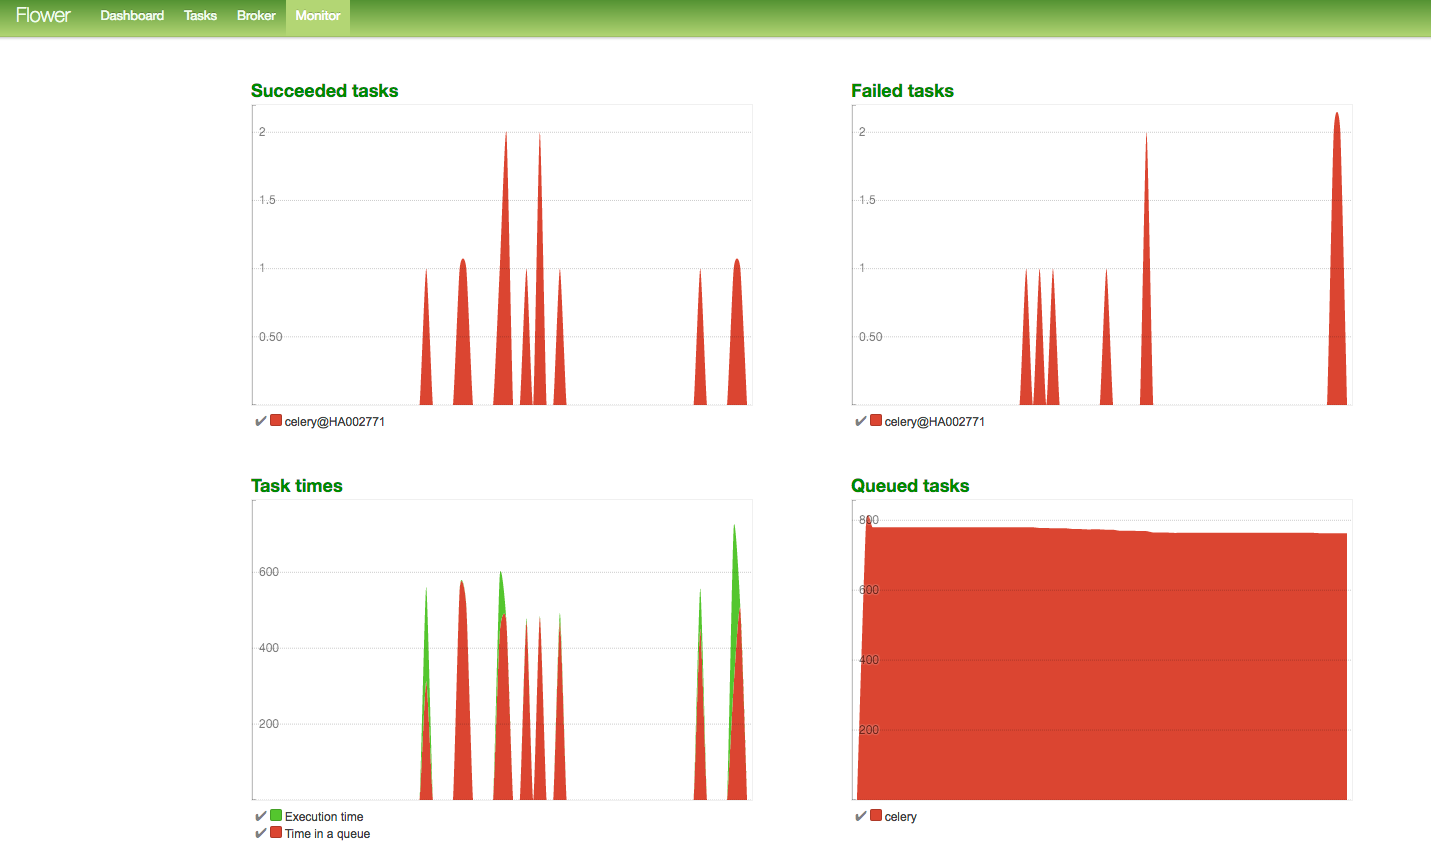 Flower Dashboard Tasks Broker Monitor
Succeeded tasks
2
1.5
1
0.50
celery@HA002771
Failed tasks
2
1.5
1
0.50
celery@HA002771
Task times
600
400
200
Execution time
Time in a queue
Queued tasks
800
600
400
200
celery